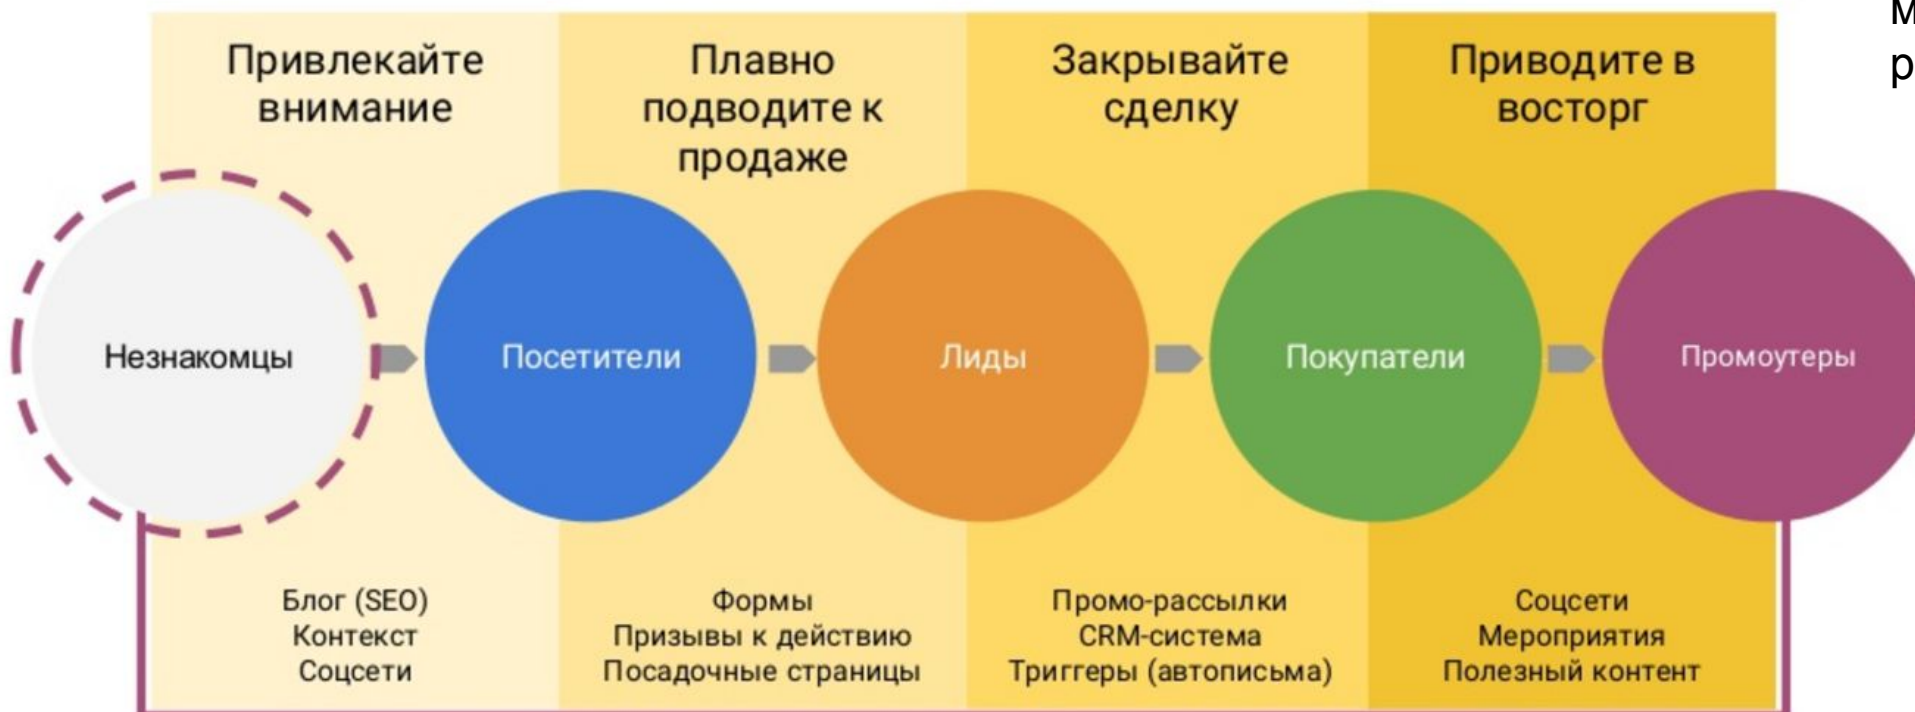 Привлекайте
внимание
Плавно
подводите к
продаже
Закрывайте
сделку
Приводите в
восторг
Незнакомцы
Посетители
Лиды
Покупатели
Промоутеры
Блог (SEO)
Контекст
Соцсети
Формы
Призывы к действию
Посадочные страницы
Промо-рассылки
CRM-система
Триггеры (автописьма)
Соцсети
Мероприятия
Полезный контент